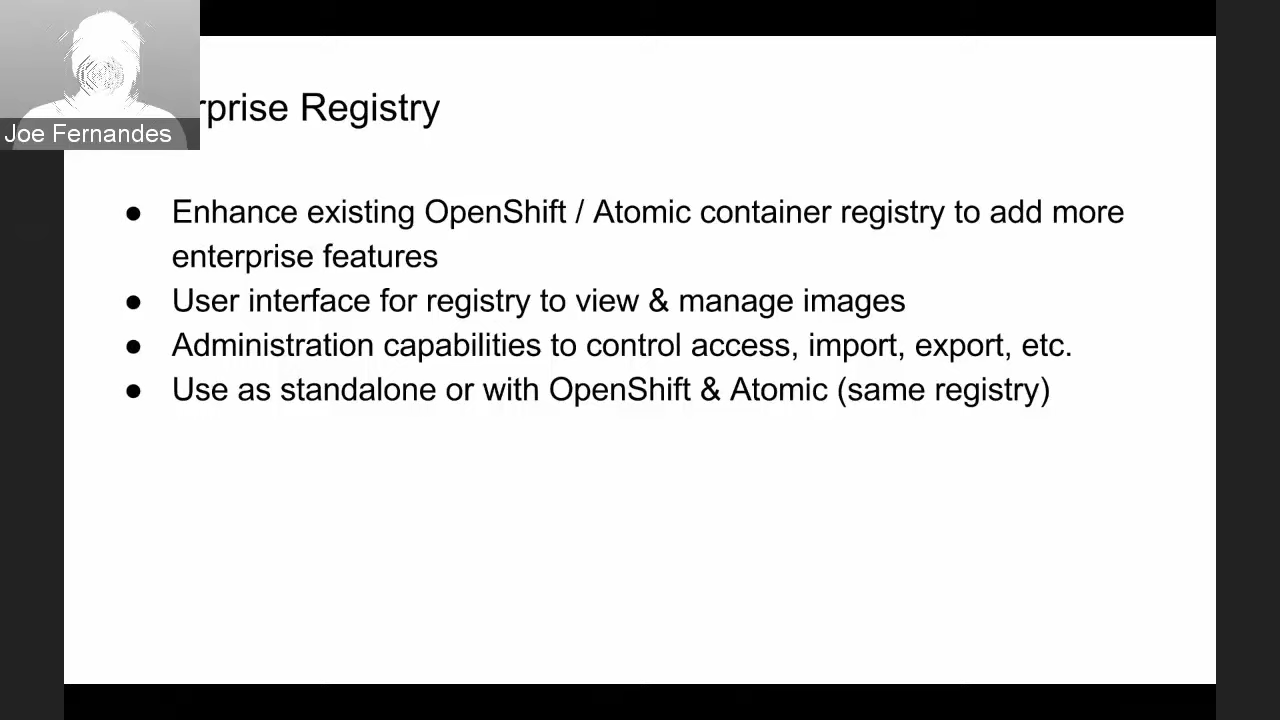 rprise Registry
Joe Fernandes
● Enhance existing OpenShift / Atomic container registry to add more
enterprise features
● User interface for registry to view & manage images
● Administration capabilities to control access, import, export, etc.
● Use as standalone or with OpenShift & Atomic (same registry)